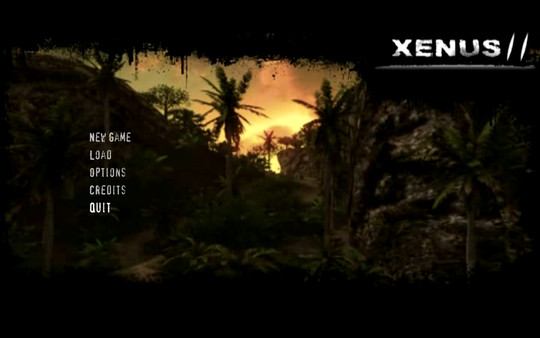 XENUS II
NEW GAME
LOAD
OPTIONS
CREDITS
QUIT